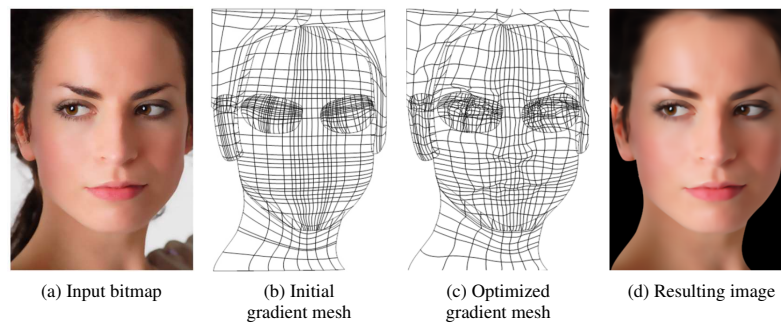 (a) Input bitmap
(b) Initial
gradient mesh
(c) Optimized
gradient mesh
(d) Resulting image